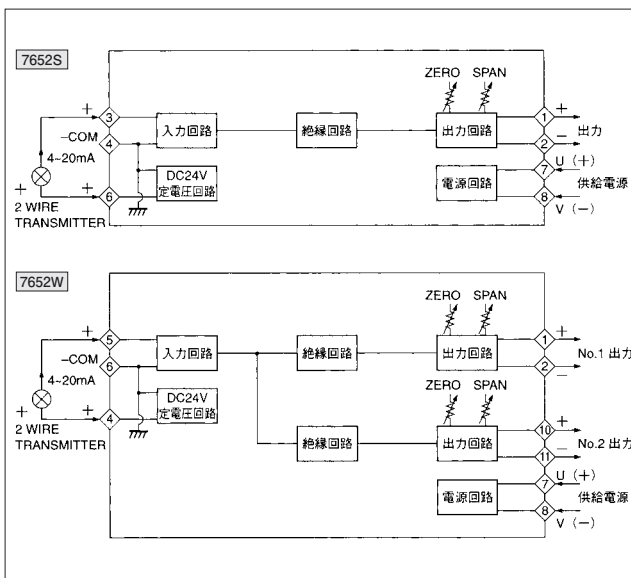 7652S
ZERO SPAN
+ 3 入力回路 絶縁回路 出力回路 1 +
−COM 4 2 − 出力
4~20mA DC24V 7 U (+)
定電圧回路 電源回路 供給電源
+ + 6 8
2 WIRE V (−)
TRANSMITTER
7652W
ZERO SPAN
+ 5 入力回路 絶縁回路 出力回路 1 +
−COM 6 2 − No.1 出力
4~20mA DC24V ZERO SPAN
定電圧回路
+ + 4
2 WIRE 絶縁回路 出力回路 10 +
TRANSMITTER 11 − No.2 出力
7 U (+)
電源回路 供給電源
8
V (−)